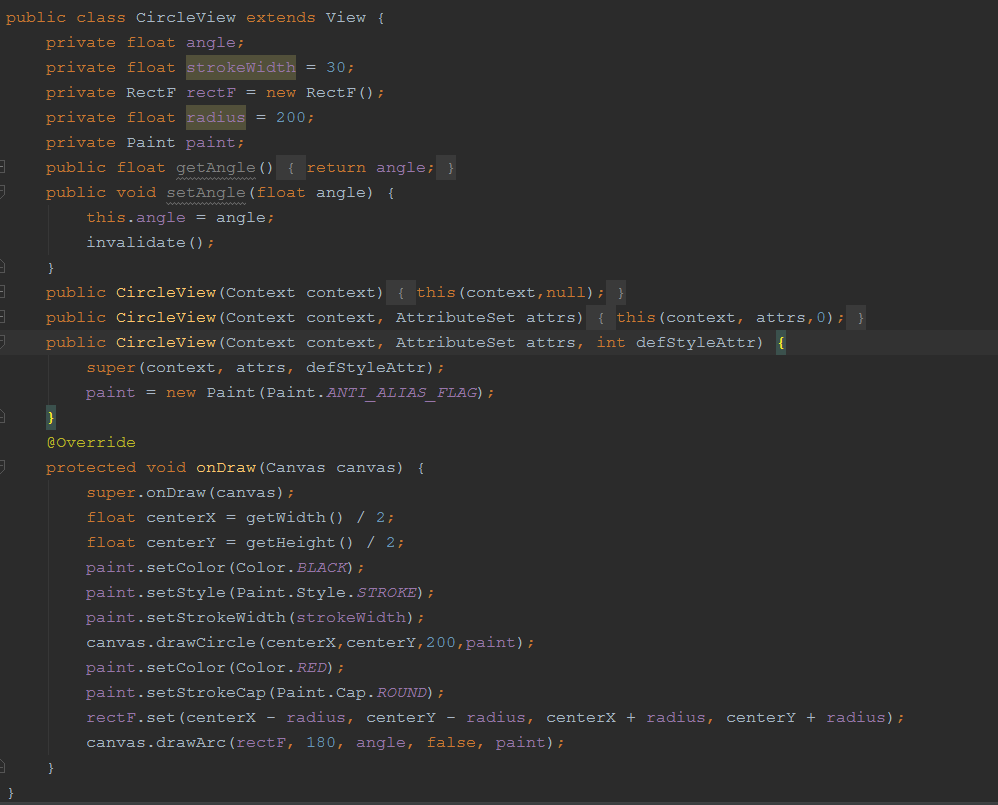 public class CircleView extends View {
    private float angle;
    private float strokeWidth = 30;
    private RectF rectF = new RectF();
    private float radius = 200;
    private Paint paint;
    public float getAngle() { return angle; }
    public void setAngle(float angle) {
        this.angle = angle;
        invalidate();
    }
    public CircleView(Context context) { this(context,null); }
    public CircleView(Context context, AttributeSet attrs) { this(context, attrs,0); }
    public CircleView(Context context, AttributeSet attrs, int defStyleAttr) {
        super(context, attrs, defStyleAttr);
        paint = new Paint(Paint.ANTI_ALIAS_FLAG);
    }
    @Override
    protected void onDraw(Canvas canvas) {
        super.onDraw(canvas);
        float centerX = getWidth() / 2;
        float centerY = getHeight() / 2;
        paint.setColor(Color.BLACK);
        paint.setStyle(Paint.Style.STROKE);
        paint.setStrokeWidth(strokeWidth);
        canvas.drawCircle(centerX,centerY,200,paint);
        paint.setColor(Color.RED);
        paint.setStrokeCap(Paint.Cap.ROUND);
        rectF.set(centerX - radius, centerY - radius, centerX + radius, centerY + radius);
        canvas.drawArc(rectF, 180, angle, false, paint);
    }
}